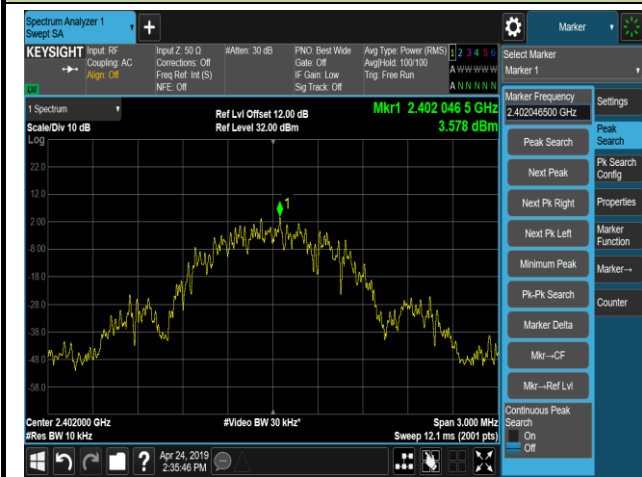 Spectrum Analyzer 1
Swept SA
Marker
KEYSIGHT
Input: RF
Coupling: AC
Align: Off
Input Z: 50 Ω
Corrections: Off
Freq Ref: Int (S)
NFE: Off
#Atten: 30 dB
PNO: Best Wide
Gate: Off
IF Gain: Low
Sig Track: Off
Avg Type: Power (RMS)
Avg|Hold: 100/100
Trig: Free Run
1 2 3 4 5 6
A W W W W W
A N N N N N
Select Marker
Marker 1
1 Spectrum
Scale/Div 10 dB
Log
Ref Lvl Offset 12.00 dB
Ref Level 32.00 dBm
Mkr1 2.402 046 5 GHz
3.578 dBm
22.0
12.0
2.00
-8.00
-18.0
-28.0
-38.0
-48.0
-58.0
1
Center 2.402000 GHz
#Res BW 10 kHz
#Video BW 30 kHz*
Span 3.000 MHz
Sweep 12.1 ms (2001 pts)
Marker Frequency
2.402046500 GHz
Peak Search
Next Peak
Next Pk Right
Next Pk Left
Minimum Peak
Pk-Pk Search
Marker Delta
Mkr→CF
Mkr→Ref Lvl
Continuous Peak
Search
On
Off
Settings
Peak
Search
Pk Search
Config
Properties
Marker
Function
Marker→
Counter
?
Apr 24, 2019
2:35:46 PM